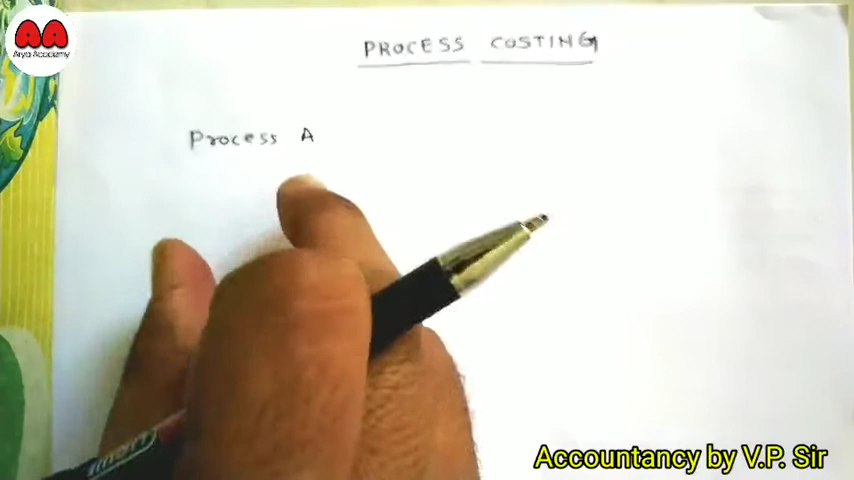 AA
Arya Academy
PROCESS COSTING
Process A
Accountancy by V.P. Sir